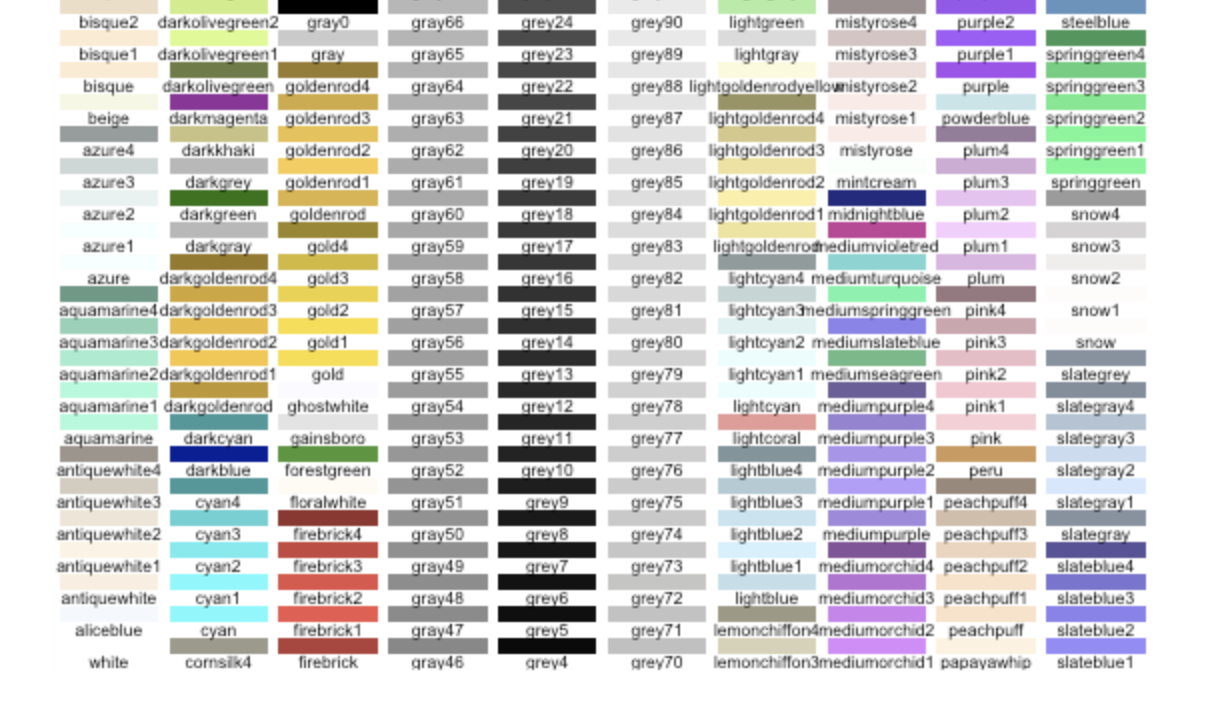 bisque2 darkolivegreen2 gray0 gray66 grey24 grey90 lightgreen mistyrose4 purple2 steelblue
bisque1 darkolivegreen1 gray gray65 grey23 grey89 lightgray mistyrose3 purple1 springgreen4
bisque darkolivegreen goldenrod4 gray64 grey22 grey88 lightgoldenrodyellow mistyrose2 purple springgreen3
beige darkmagenta goldenrod3 gray63 grey21 grey87 lightgoldenrod4 mistyrose1 powderblue springgreen2
azure4 darkkhaki goldenrod2 gray62 grey20 grey86 lightgoldenrod3 mistyrose plum4 springgreen1
azure3 darkgrey goldenrod1 gray61 grey19 grey85 lightgoldenrod2 mintcream plum3 springgreen
azure2 darkgreen goldenrod gray60 grey18 grey84 lightgoldenrod1 midnightblue plum2 snow4
azure1 darkgray gold4 gray59 grey17 grey83 lightgoldenrod mediumvioletred plum1 snow3
azure darkgoldenrod4 gold3 gray58 grey16 grey82 lightcyan4 mediumturquoise plum snow2
aquamarine4 darkgoldenrod3 gold2 gray57 grey15 grey81 lightcyan3 mediumspringgreen pink4 snow1
aquamarine3 darkgoldenrod2 gold1 gray56 grey14 grey80 lightcyan2 mediumslateblue pink3 snow
aquamarine2 darkgoldenrod1 gold gray55 grey13 grey79 lightcyan1 mediumseagreen pink2 slategrey
aquamarine1 darkgoldenrod ghostwhite gray54 grey12 grey78 lightcyan mediumpurple4 pink1 slategray4
aquamarine darkcyan gainsboro gray53 grey11 grey77 lightcoral mediumpurple3 pink slategray3
antiquewhite4 darkblue forestgreen gray52 grey10 grey76 lightblue4 mediumpurple2 peru slategray2
antiquewhite3 cyan4 floralwhite gray51 grey9 grey75 lightblue3 mediumpurple1 peachpuff4 slategray1
antiquewhite2 cyan3 firebrick4 gray50 grey8 grey74 lightblue2 mediumpurple peachpuff3 slategray
antiquewhite1 cyan2 firebrick3 gray49 grey7 grey73 lightblue1 mediumorchid4 peachpuff2 slateblue4
antiquewhite cyan1 firebrick2 gray48 grey6 grey72 lightblue mediumorchid3 peachpuff1 slateblue3
aliceblue cyan firebrick1 gray47 grey5 grey71 lemonchiffon4 mediumorchid2 peachpuff slateblue2
white cornsilk4 firebrick gray46 grey4 grey70 lemonchiffon3 mediumorchid1 papayawhip slateblue1